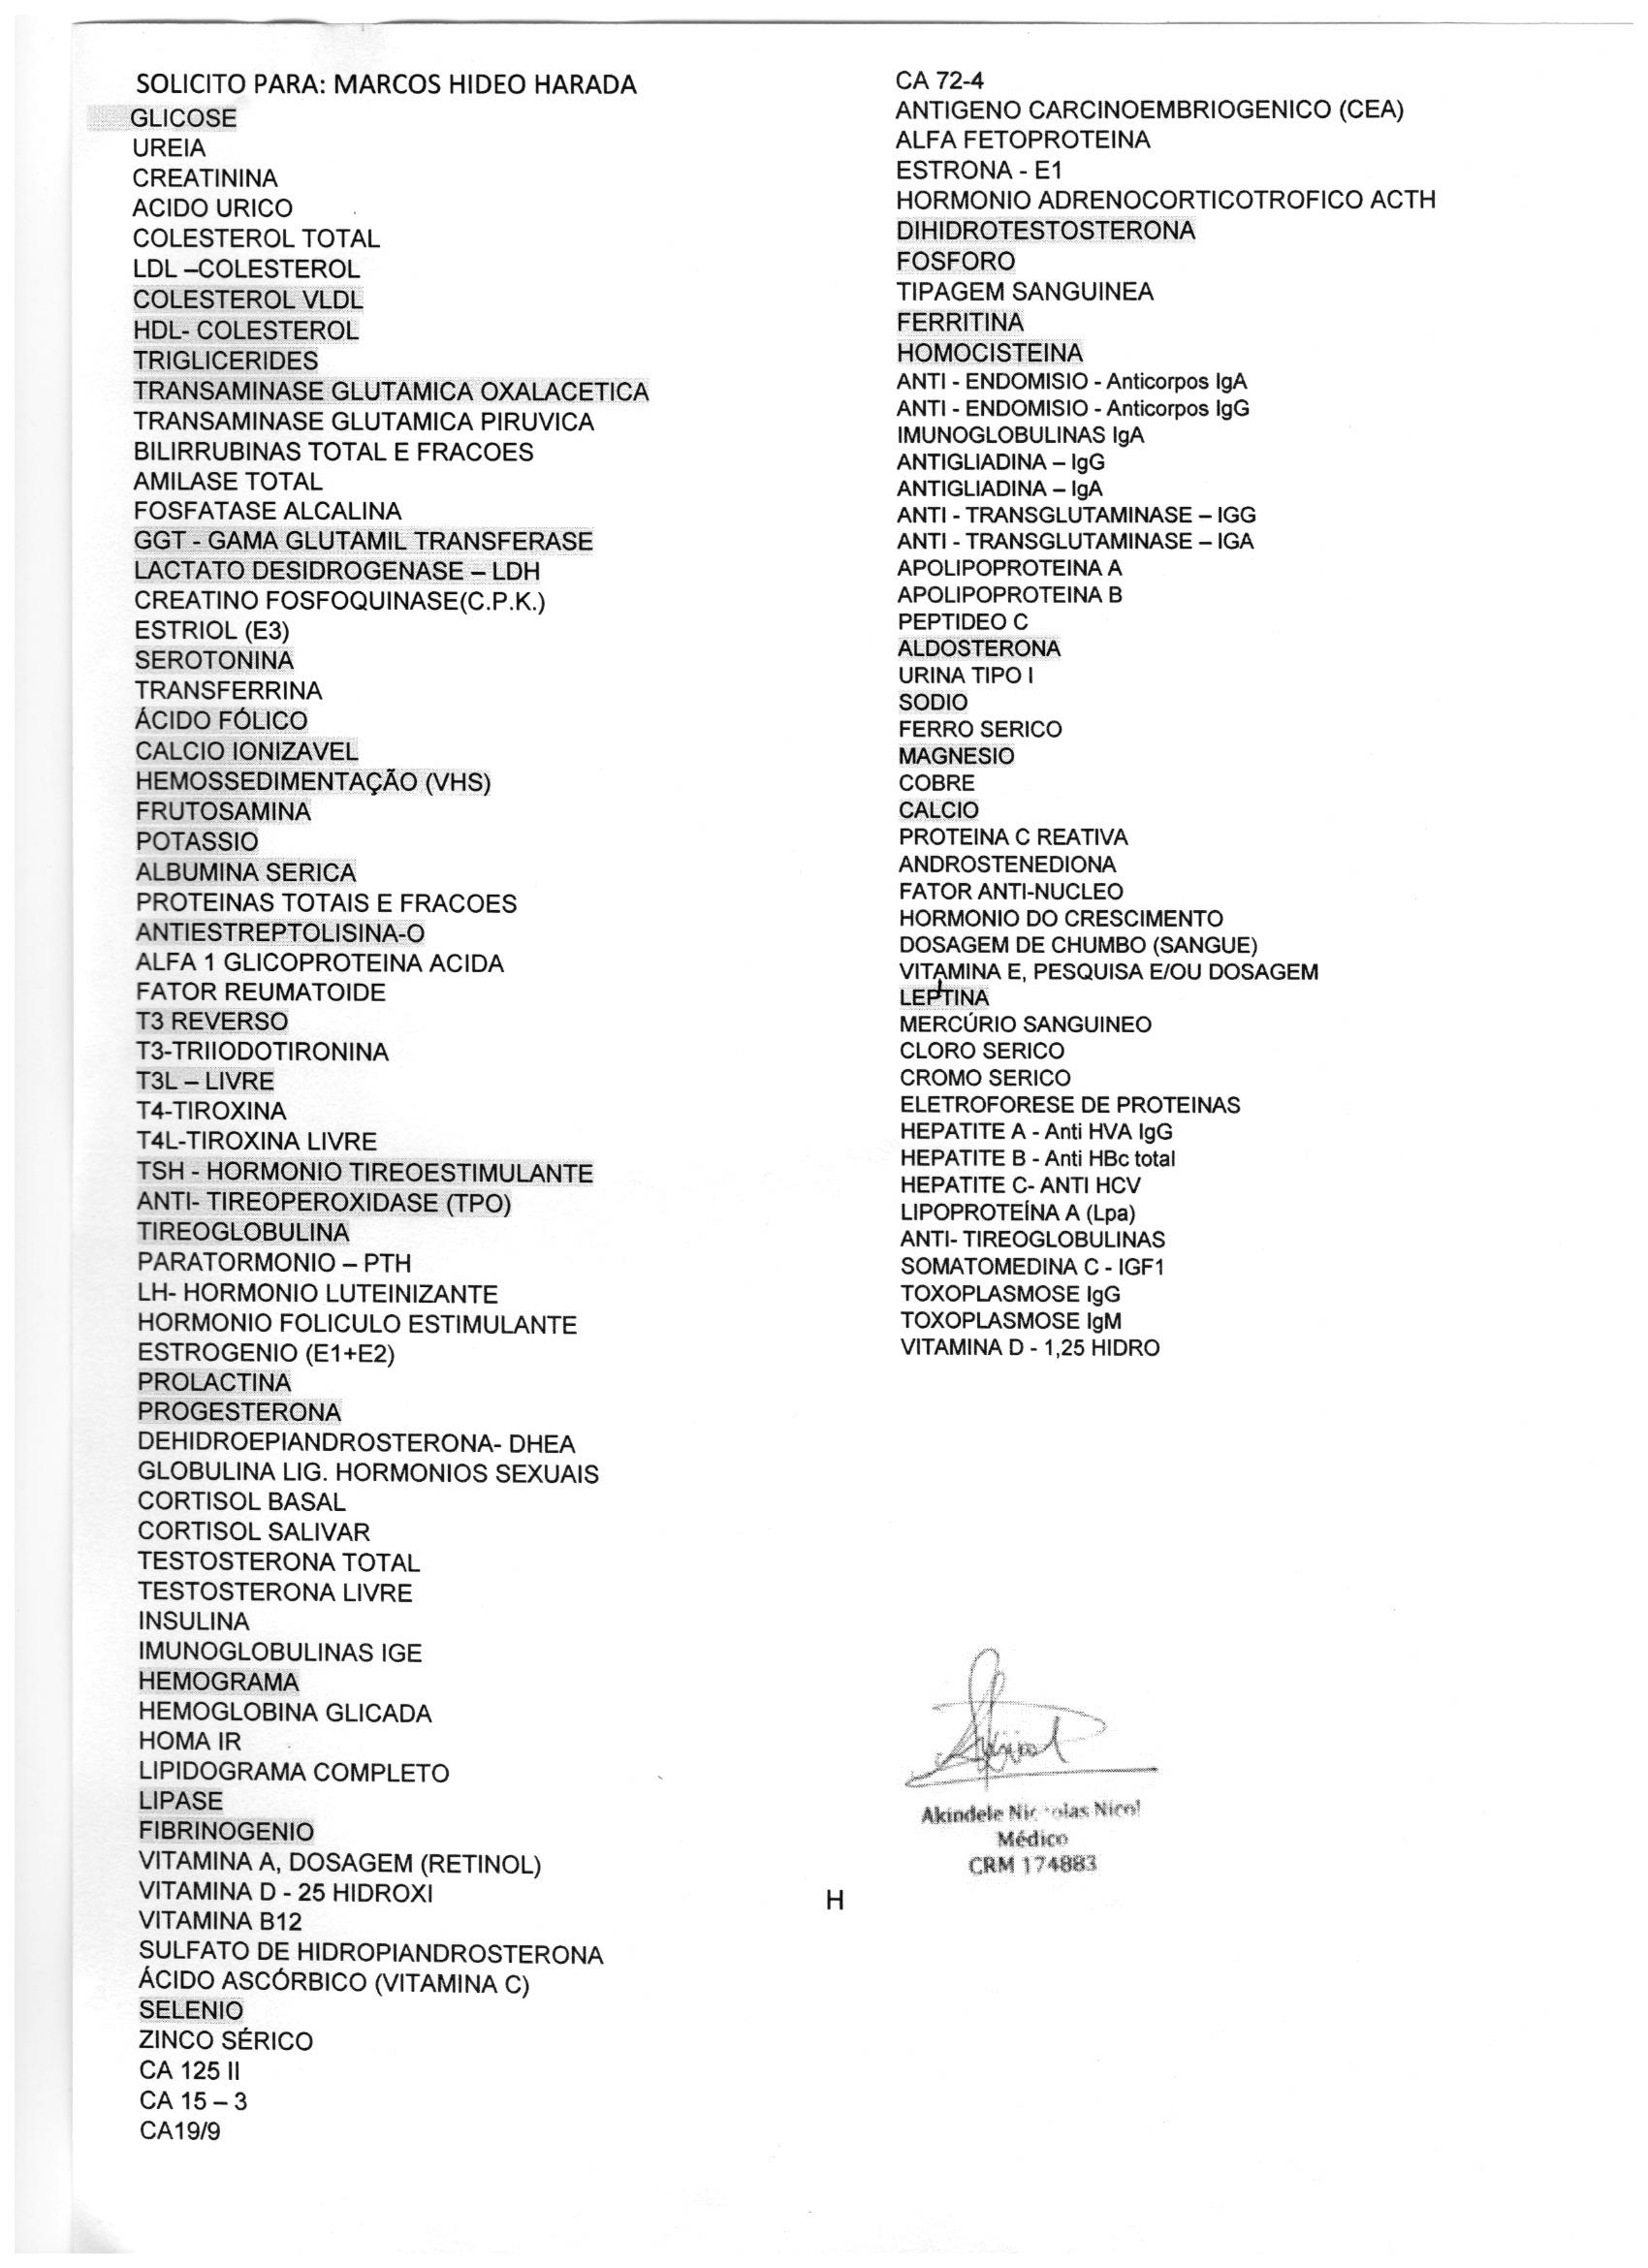 SOLICITO PARA: MARCOS HIDEO HARADA
GLICOSE
UREIA
CREATININA
ACIDO URICO
COLESTEROL TOTAL
LDL –COLESTEROL
COLESTEROL VLDL
HDL- COLESTEROL
TRIGLICERIDES
TRANSAMINASE GLUTAMICA OXALACETICA
TRANSAMINASE GLUTAMICA PIRUVICA
BILIRRUBINAS TOTAL E FRACOES
AMILASE TOTAL
FOSFATASE ALCALINA
GGT - GAMA GLUTAMIL TRANSFERASE
LACTATO DESIDROGENASE – LDH
CREATINO FOSFOQUINASE(C.P.K.)
ESTRIOL (E3)
SEROTONINA
TRANSFERRINA
ÁCIDO FÓLICO
CALCIO IONIZAVEL
HEMOSSEDIMENTAÇÃO (VHS)
FRUTOSAMINA
POTASSIO
ALBUMINA SERICA
PROTEINAS TOTAIS E FRACOES
ANTIESTREPTOLISINA-O
ALFA 1 GLICOPROTEINA ACIDA
FATOR REUMATOIDE
T3 REVERSO
T3-TRIIODOTIRONINA
T3L – LIVRE
T4-TIROXINA
T4L-TIROXINA LIVRE
TSH - HORMONIO TIREOESTIMULANTE
ANTI- TIREOPEROXIDASE (TPO)
TIREOGLOBULINA
PARATORMONIO – PTH
LH- HORMONIO LUTEINIZANTE
HORMONIO FOLICULO ESTIMULANTE
ESTROGENIO (E1+E2)
PROLACTINA
PROGESTERONA
DEHIDROEPIANDROSTERONA- DHEA
GLOBULINA LIG. HORMONIOS SEXUAIS
CORTISOL BASAL
CORTISOL SALIVAR
TESTOSTERONA TOTAL
TESTOSTERONA LIVRE
INSULINA
IMUNOGLOBULINAS IGE
HEMOGRAMA
HEMOGLOBINA GLICADA
HOMA IR
LIPIDOGRAMA COMPLETO
LIPASE
FIBRINOGENIO
VITAMINA A, DOSAGEM (RETINOL)
VITAMINA D - 25 HIDROXI
VITAMINA B12
SULFATO DE HIDROPIANDROSTERONA
ÁCIDO ASCÓRBICO (VITAMINA C)
SELENIO
ZINCO SÉRICO
CA 125 II
CA 15 – 3
CA19/9
CA 72-4
ANTIGENO CARCINOEMBRIOGENICO (CEA)
ALFA FETOPROTEINA
ESTRONA - E1
HORMONIO ADRENOCORTICOTROFICO ACTH
DIHIDROTESTOSTERONA
FOSFORO
TIPAGEM SANGUINEA
FERRITINA
HOMOCISTEINA
ANTI - ENDOMISIO - Anticorpos IgA
ANTI - ENDOMISIO - Anticorpos IgG
IMUNOGLOBULINAS IgA
ANTIGLIADINA – IgG
ANTIGLIADINA – IgA
ANTI - TRANSGLUTAMINASE – IGG
ANTI - TRANSGLUTAMINASE – IGA
APOLIPOPROTEINA A
APOLIPOPROTEINA B
PEPTIDEO C
ALDOSTERONA
URINA TIPO I
SODIO
FERRO SERICO
MAGNESIO
COBRE
CALCIO
PROTEINA C REATIVA
ANDROSTENEDIONA
FATOR ANTI-NUCLEO
HORMONIO DO CRESCIMENTO
DOSAGEM DE CHUMBO (SANGUE)
VITAMINA E, PESQUISA E/OU DOSAGEM
LEPTINA
MERCÚRIO SANGUINEO
CLORO SERICO
CROMO SERICO
ELETROFORESE DE PROTEINAS
HEPATITE A - Anti HVA IgG
HEPATITE B - Anti HBc total
HEPATITE C- ANTI HCV
LIPOPROTEÍNA A (Lpa)
ANTI- TIREOGLOBULINAS
SOMATOMEDINA C - IGF1
TOXOPLASMOSE IgG
TOXOPLASMOSE IgM
VITAMINA D - 1,25 HIDRO
Akindele Nicol
Médico
CRM 174883
H